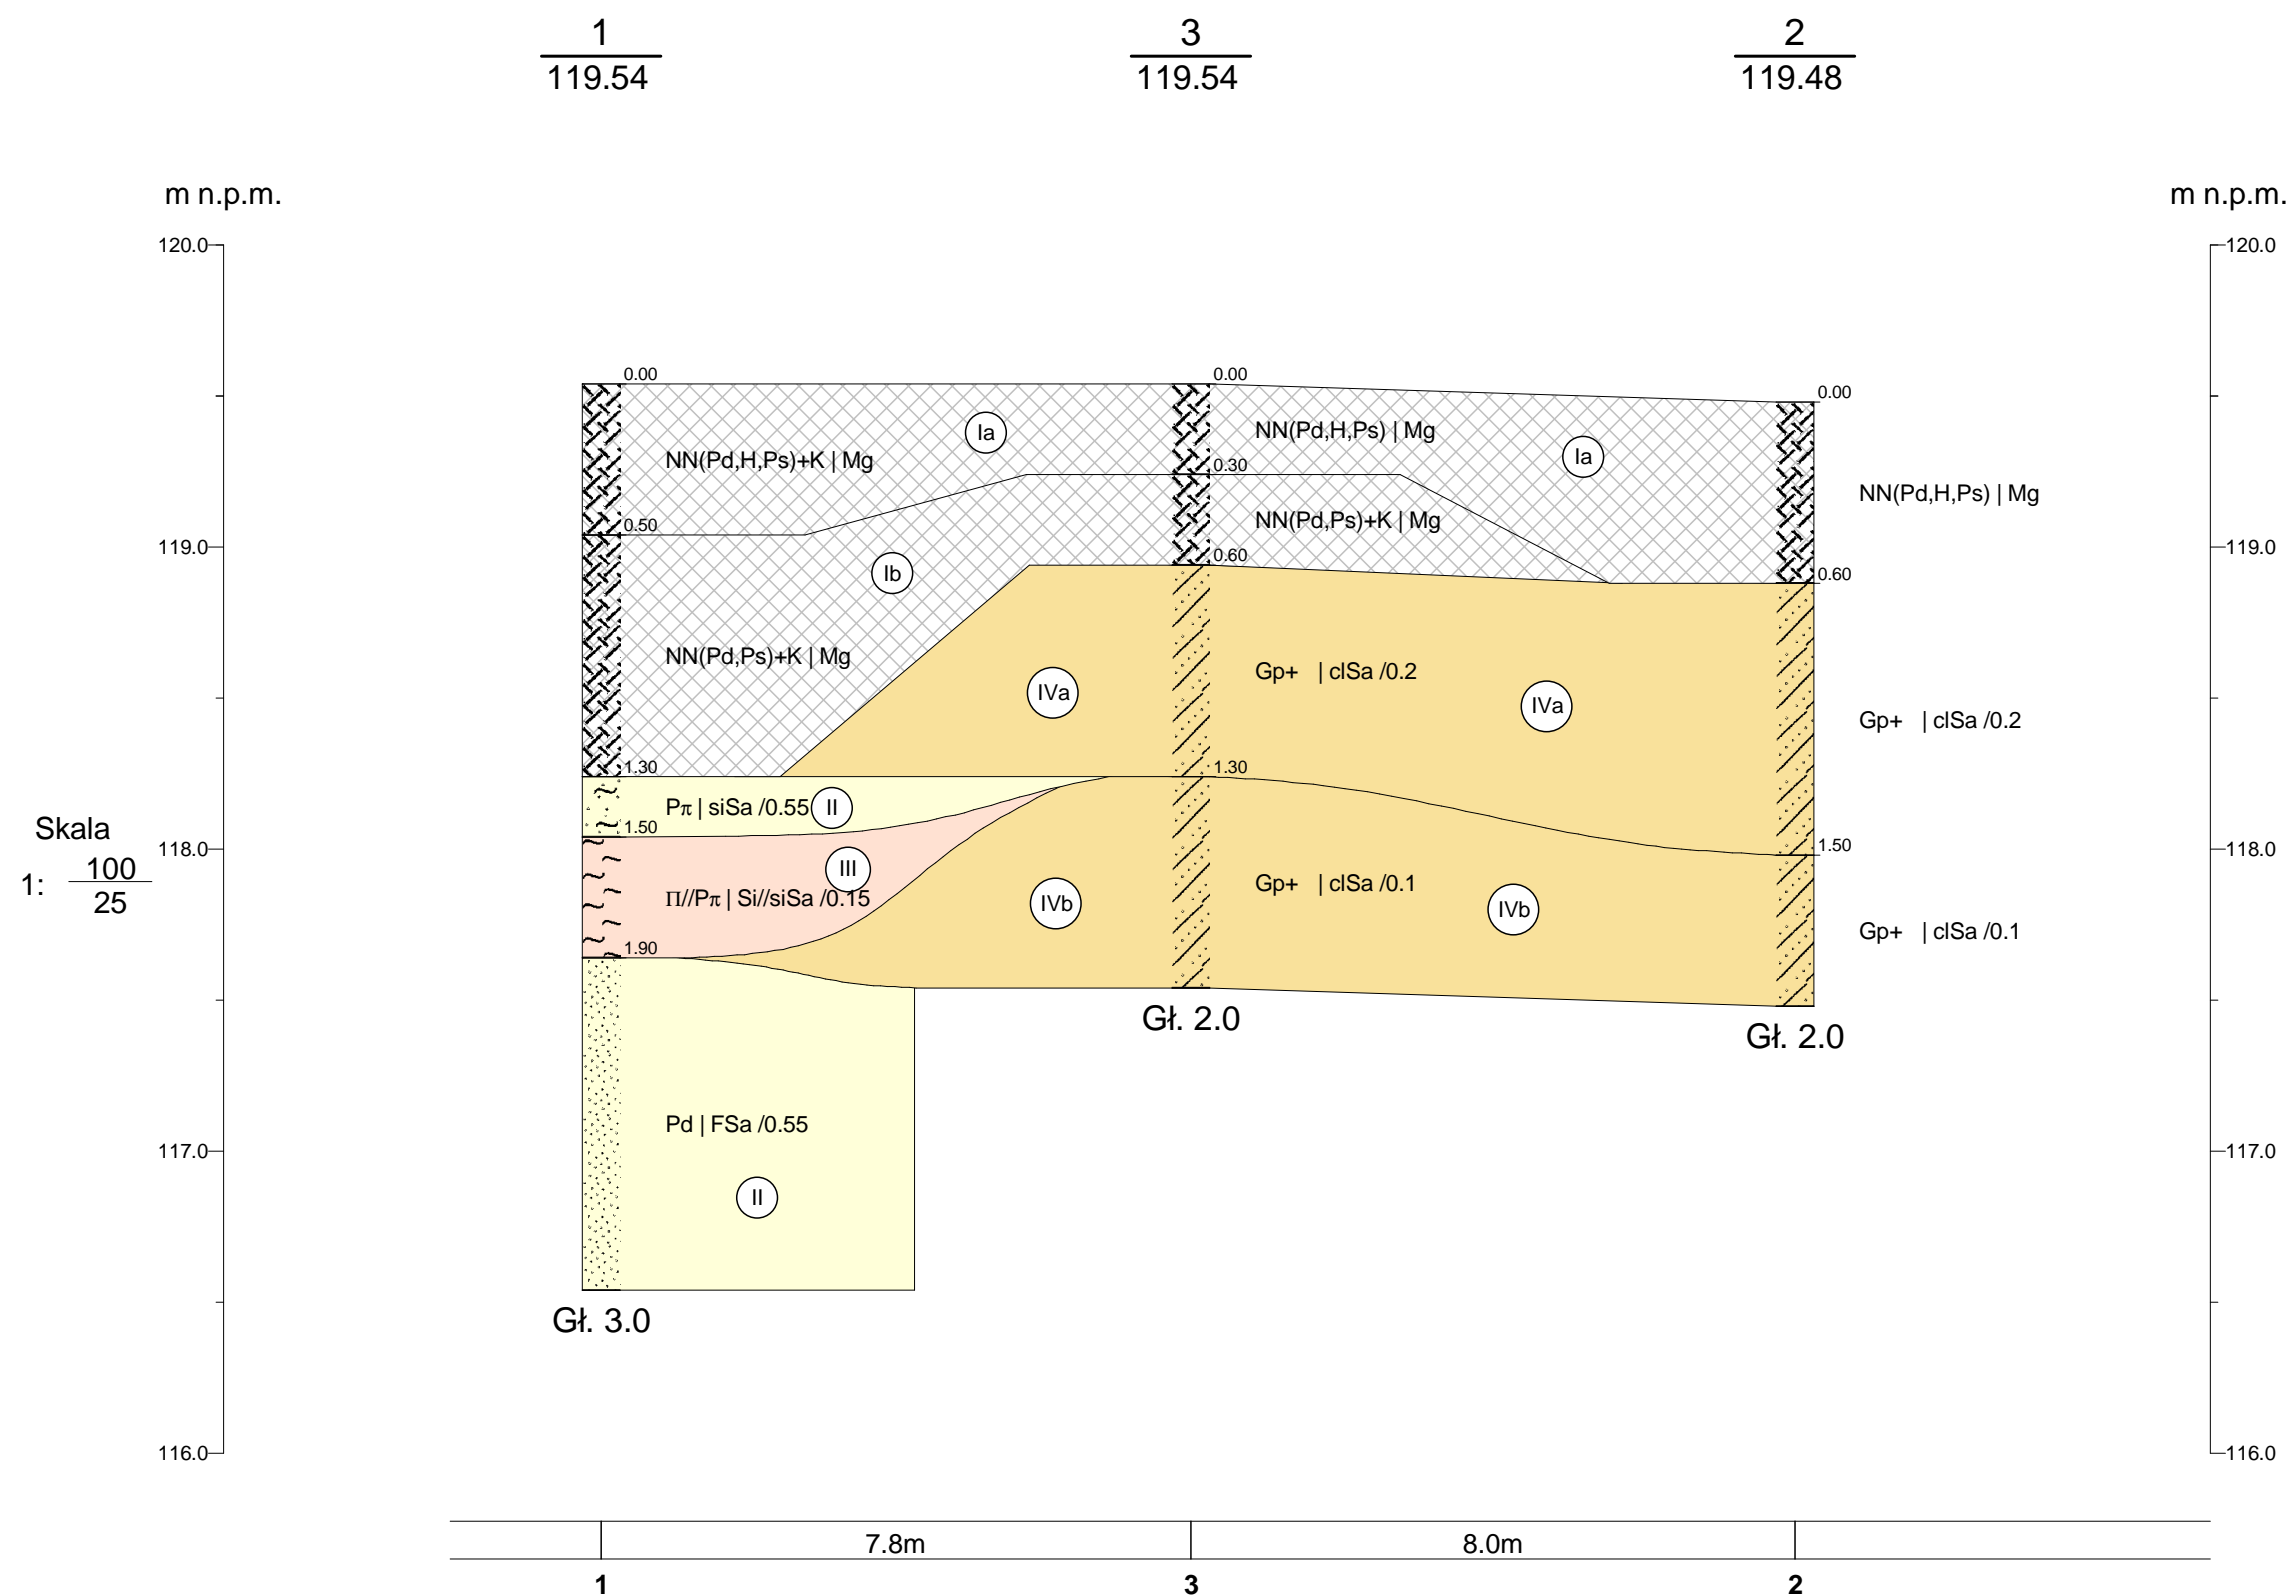 1 3 2
119.54 119.54 119.48
m n.p.m. m n.p.m.
120.0 120.0
0.00 0.00 0.00
Ia NN(Pd,H,Ps) | Mg Ia
NN(Pd,H,Ps)+K | Mg 0.30
NN(Pd,H,Ps) | Mg
0.50 NN(Pd,Ps)+K | Mg
119.0 0.60 119.0
Ib 0.60
NN(Pd,Ps)+K | Mg Gp+ | clSa /0.2
IVa IVa Gp+ | clSa /0.2
1.30 1.30
Pπ | siSa /0.55 II
Skala 1.50
118.0 1.50 118.0
1: 100 III
25 Π//Pπ | Si//siSa /0.15 Gp+ | clSa /0.1
IVb IVb
Gp+ | clSa /0.1
1.90
Gł. 2.0
Gł. 2.0
Pd | FSa /0.55
117.0 117.0
II
Gł. 3.0
116.0 116.0
7.8m 8.0m
1 3 2